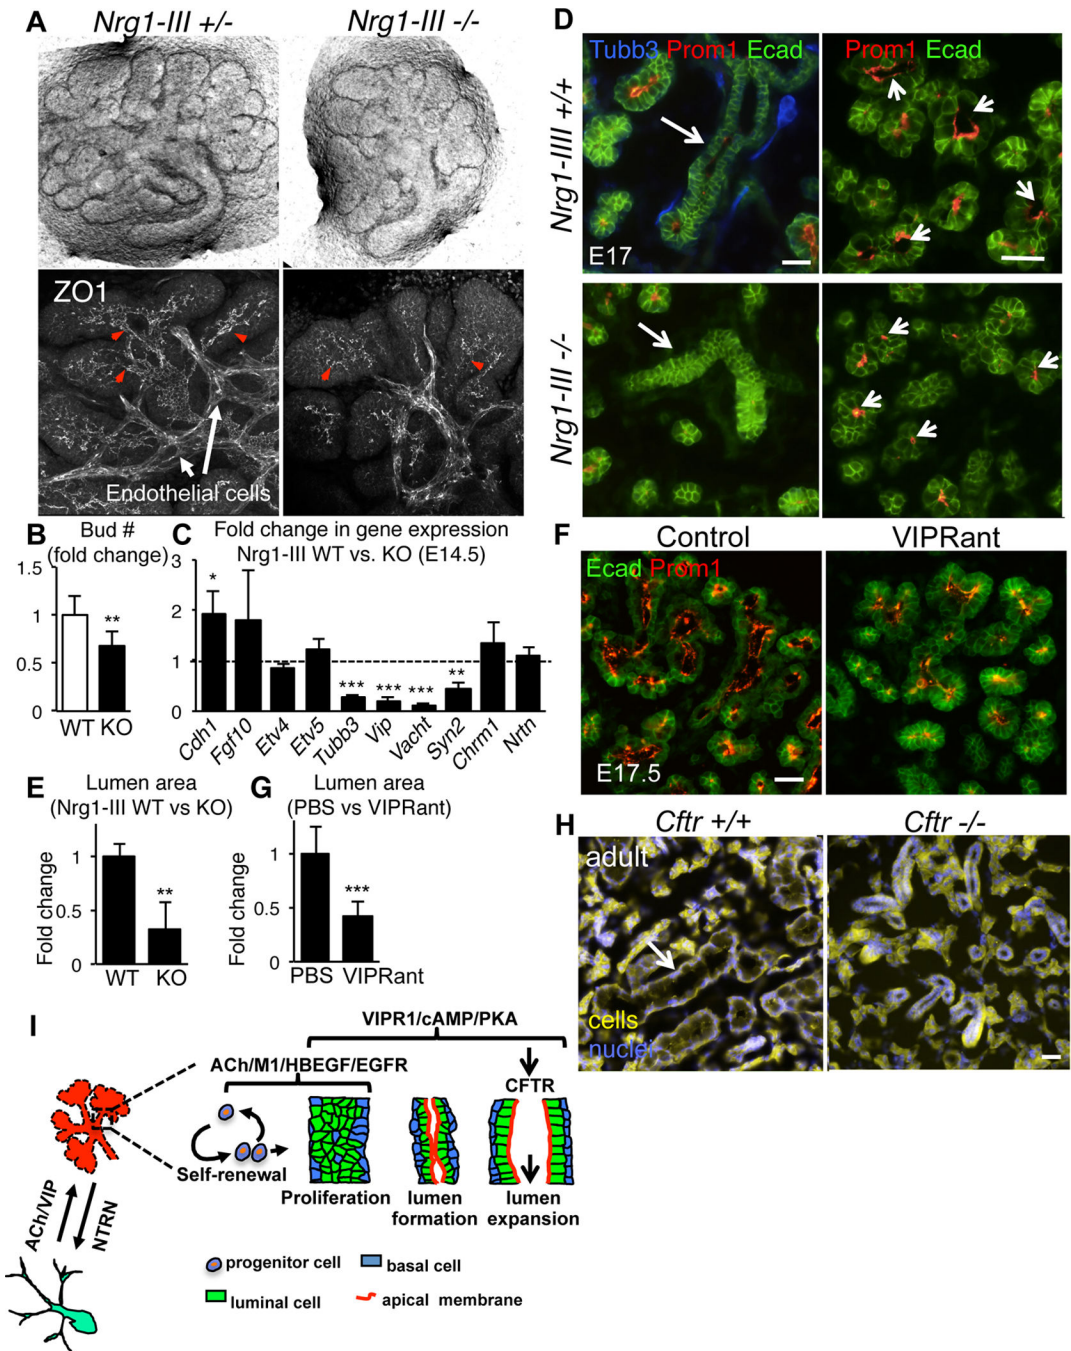 A
Nrg1-III +/-
Nrg1-III -/-
ZO1
Endothelial cells
B
Bud #
(fold change)
1.5
1
0.5
0
**
WT KO
C
Fold change in gene expression
Nrg1-III WT vs. KO (E14.5)
3
2
1
0
*
***
***
***
**
Cdh1
Fgf10
Etv4
Etv5
Tubb3
Vip
Vacht
Syn2
Chrm1
Nrtn
D
Nrg1-IIII +/+
Tubb3 Prom1 Ecad
E17
Prom1 Ecad
Nrg1-III -/-
E
Lumen area
(Nrg1-III WT vs KO)
Fold change
1
0.5
0
**
WT KO
F
Control
VIPRant
Ecad Prom1
E17.5
G
Lumen area
(PBS vs VIPRant)
Fold change
1
0.5
0
***
PBS VIPRant
H
Cftr +/+
Cftr -/-
adult
cells
nuclei
I
VIPR1/cAMP/PKA
ACh/M1/HBEGF/EGFR
CFTR
Self-renewal
Proliferation
lumen
formation
lumen
expansion
ACh/VIP
NTRN
progenitor cell
basal cell
luminal cell
apical membrane